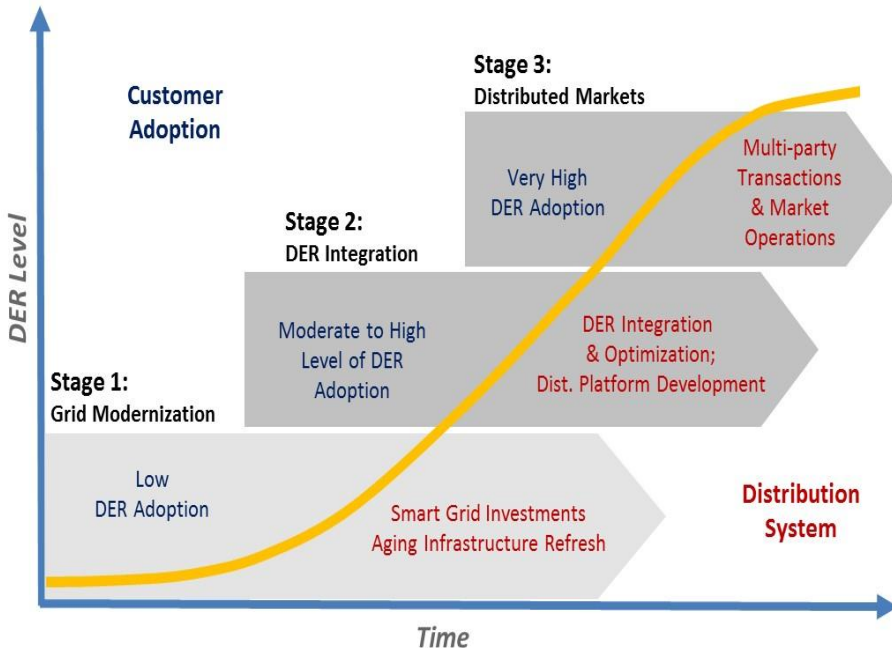 Customer
Adoption
Stage 3:
Distributed Markets
Very High
DER Adoption
Multi-party
Transactions
& Market
Operations
Stage 2:
DER Integration
Moderate to High
Level of DER
Adoption
DER Integration
& Optimization;
Dist. Platform Development
Stage 1:
Grid Modernization
Low
DER Adoption
Smart Grid Investments
Aging Infrastructure Refresh
Distribution
System
DER Level
Time